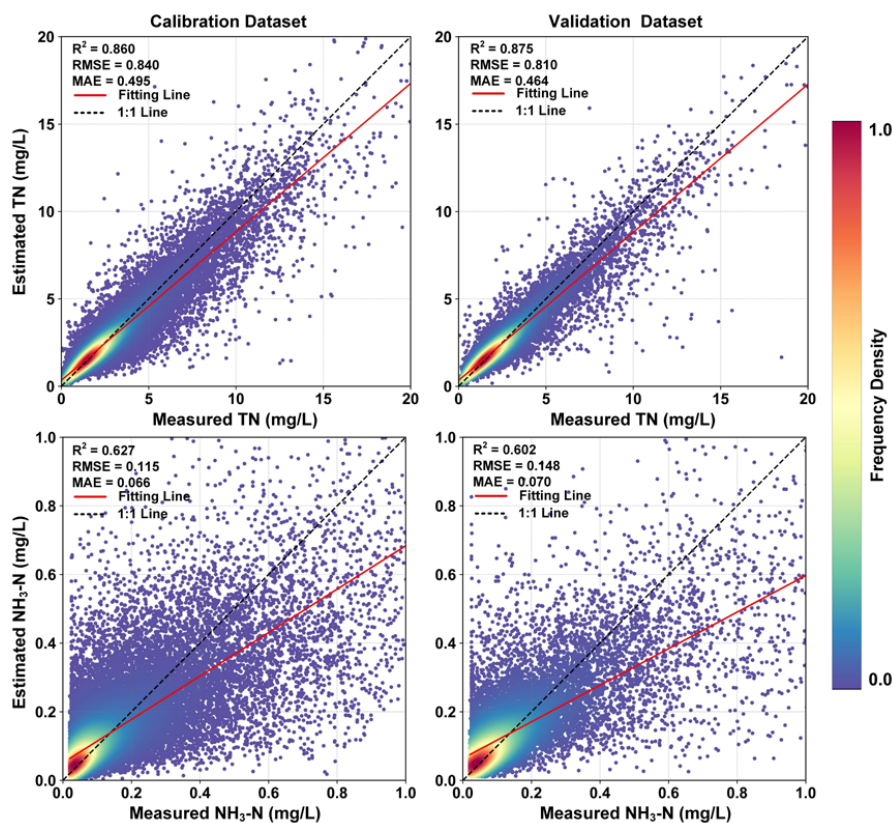 Calibration Dataset
20
15
10
5
0
Estimated TN (mg/L)
R² = 0.860
RMSE = 0.840
MAE = 0.495
Fitting Line
1:1 Line
0
5
10
15
20
Measured TN (mg/L)
Validation Dataset
20
15
10
5
0
R² = 0.875
RMSE = 0.810
MAE = 0.464
Fitting Line
1:1 Line
0
5
10
15
20
Measured TN (mg/L)
1.0
0.8
0.6
0.4
0.2
0.0
Estimated NH₃-N (mg/L)
R² = 0.627
RMSE = 0.115
MAE = 0.066
Fitting Line
1:1 Line
0.0
0.2
0.4
0.6
0.8
1.0
Measured NH₃-N (mg/L)
1.0
0.8
0.6
0.4
0.2
0.0
R² = 0.602
RMSE = 0.148
MAE = 0.070
Fitting Line
1:1 Line
0.0
0.2
0.4
0.6
0.8
1.0
Measured NH₃-N (mg/L)
1.0
Frequency Density
0.0